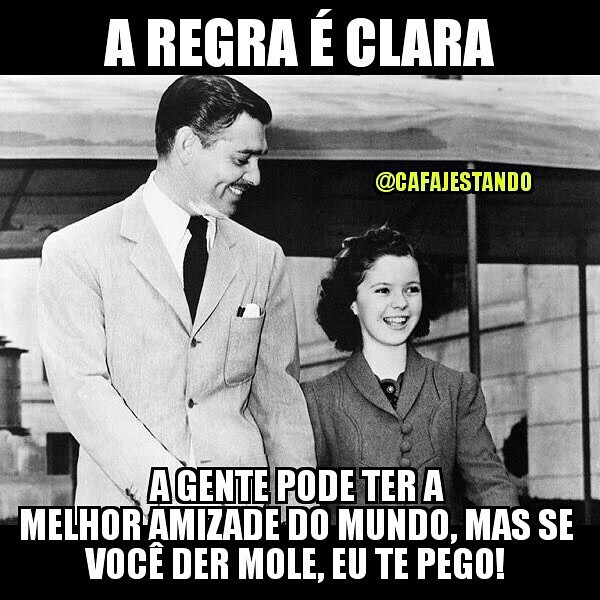 A REGRA É CLARA
@CAFAJESTANDO
A GENTE PODE TER A
MELHOR AMIZADE DO MUNDO, MAS SE
VOCÊ DER MOLE, EU TE PEGO!